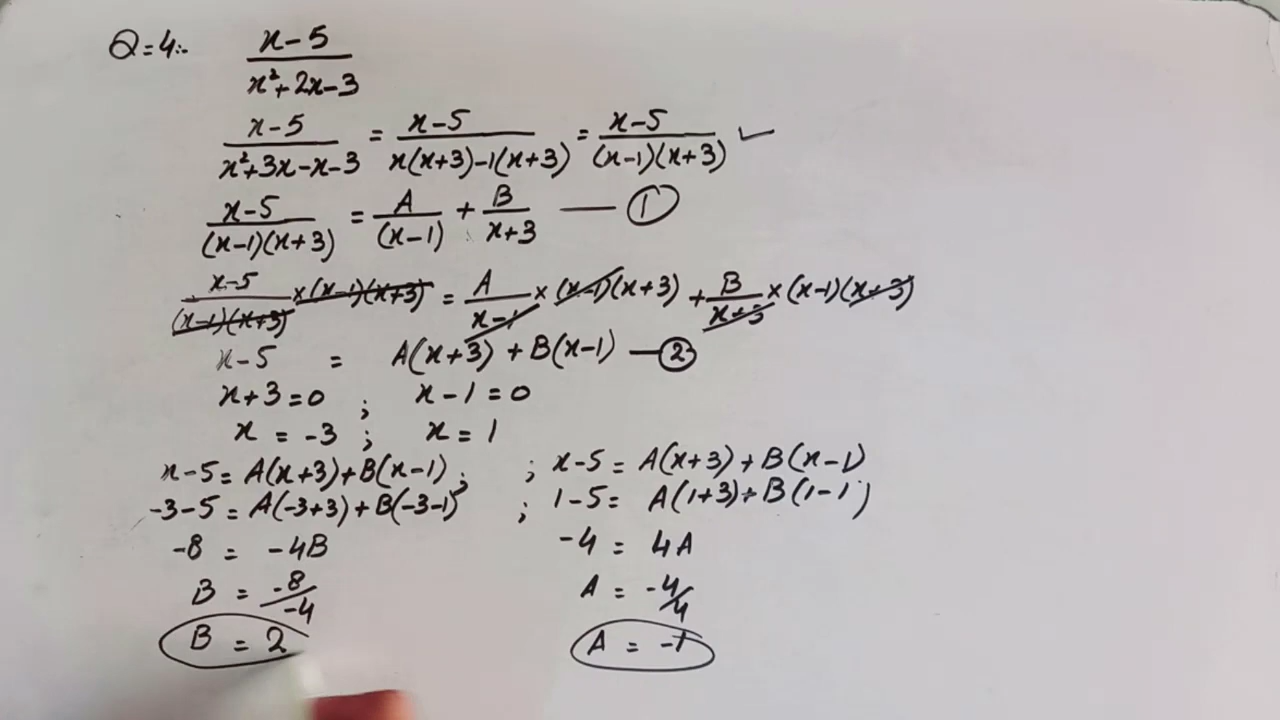 Q=4:. x-5/x²+2x-3
x-5/x²+3x-x-3 = x-5/x(x+3)-1(x+3) = x-5/(x-1)(x+3) ✓
x-5/(x-1)(x+3) = A/(x-1) + B/x+3 — ①
x-5/(x-1)(x+3) × (x-1)(x+3) = A/x-1 × (x-1)(x+3) + B/x+3 × (x-1)(x+3)
x-5 = A(x+3) + B(x-1) — ②
x+3=0 ; x-1=0
x = -3 ; x = 1
x-5 = A(x+3)+B(x-1) ; ; x-5 = A(x+3)+B(x-1)
-3-5 = A(-3+3)+B(-3-1) ; 1-5 = A(1+3)+B(1-1)
-8 = -4B -4 = 4A
B = -8/-4 A = -4/4
B = 2 A = -1